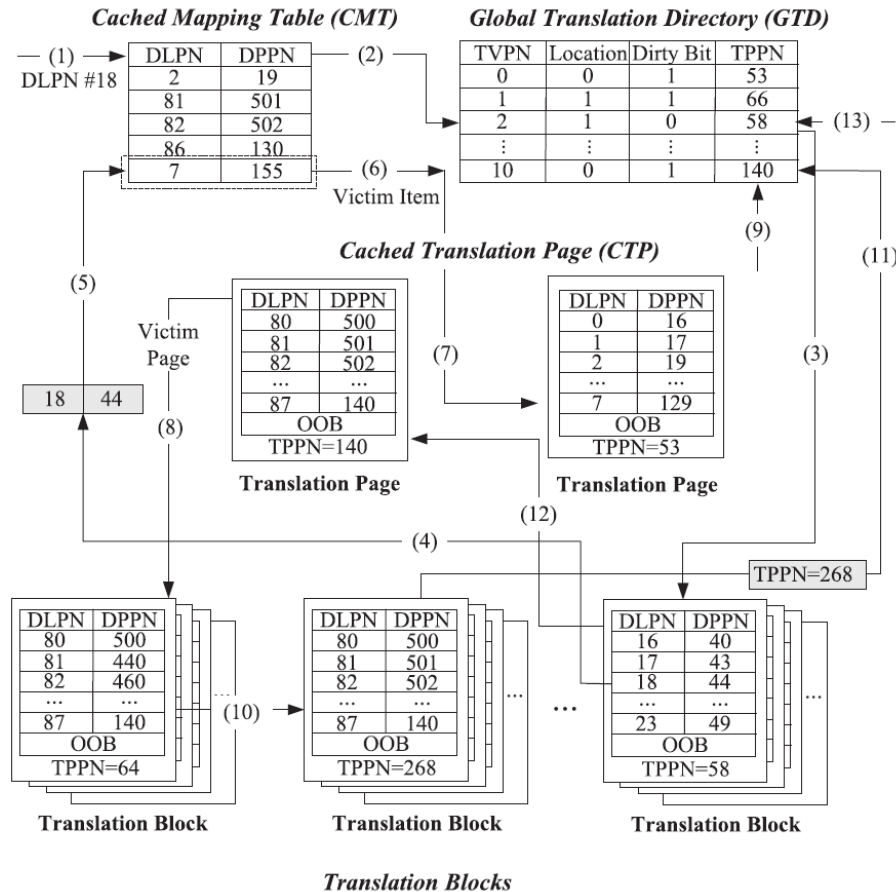 Cached Mapping Table (CMT)
Global Translation Directory (GTD)
(1)
DLPN #18
DLPN DPPN
2 19
81 501
82 502
86 130
7 155
(2)
TVPN Location Dirty Bit TPPN
0 0 1 53
1 1 1 66
2 1 0 58
⋮ ⋮ ⋮ ⋮
10 0 1 140
(13)
(6)
Victim Item
(9)
(11)
Cached Translation Page (CTP)
(5)
Victim
Page
DLPN DPPN
80 500
81 501
82 502
... ...
87 140
OOB
TPPN=140
Translation Page
(7)
DLPN DPPN
0 16
1 17
2 19
... ...
7 129
OOB
TPPN=53
Translation Page
(3)
18 44
(8)
(12)
(4)
TPPN=268
DLPN DPPN
80 500
81 440
82 460
... ...
87 140
OOB
TPPN=64
Translation Block
...
(10)
DLPN DPPN
80 500
81 501
82 502
... ...
87 140
OOB
TPPN=268
Translation Block
...
...
DLPN DPPN
16 40
17 43
18 44
... ...
23 49
OOB
TPPN=58
Translation Block
...
Translation Blocks